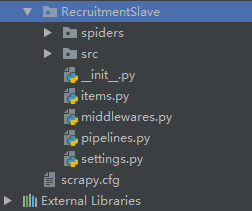 RecruitmentSlave
spiders
src
__init__.py
items.py
middlewares.py
pipelines.py
settings.py
scrapy.cfg
External Libraries